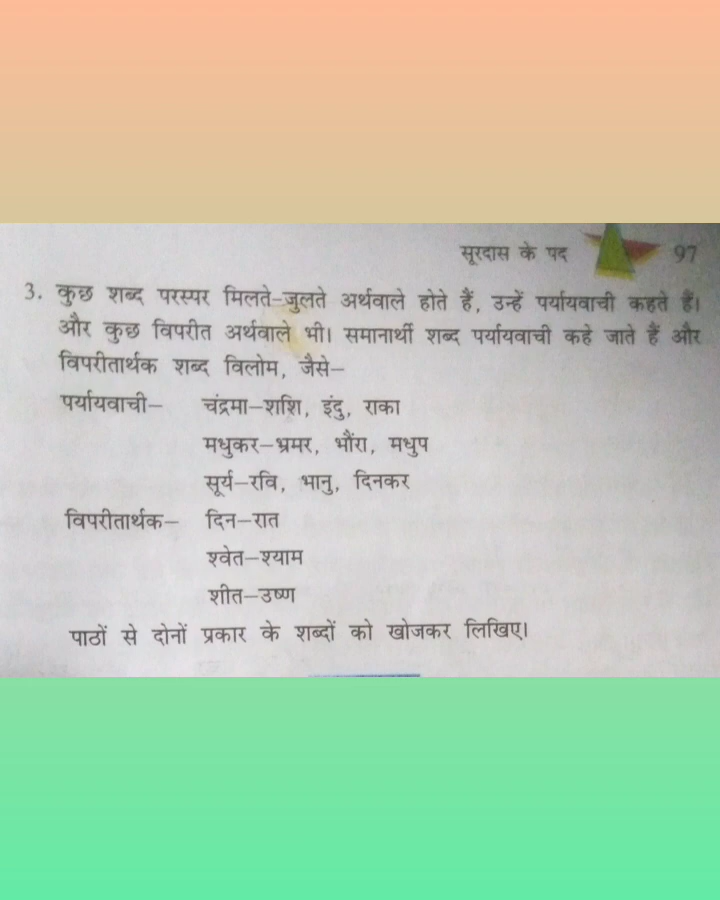 सूरदास के पद 97
3. कुछ शब्द परस्पर मिलते-जुलते अर्थवाले होते हैं, उन्हें पर्यायवाची कहते हैं।
और कुछ विपरीत अर्थवाले भी। समानार्थी शब्द पर्यायवाची कहे जाते हैं और
विपरीतार्थक शब्द विलोम, जैसे–
पर्यायवाची– चंद्रमा–शशि, इंदु, राका
मधुकर–भ्रमर, भौंरा, मधुप
सूर्य–रवि, भानु, दिनकर
विपरीतार्थक– दिन–रात
श्वेत–श्याम
शीत–उष्ण
पाठों से दोनों प्रकार के शब्दों को खोजकर लिखिए।